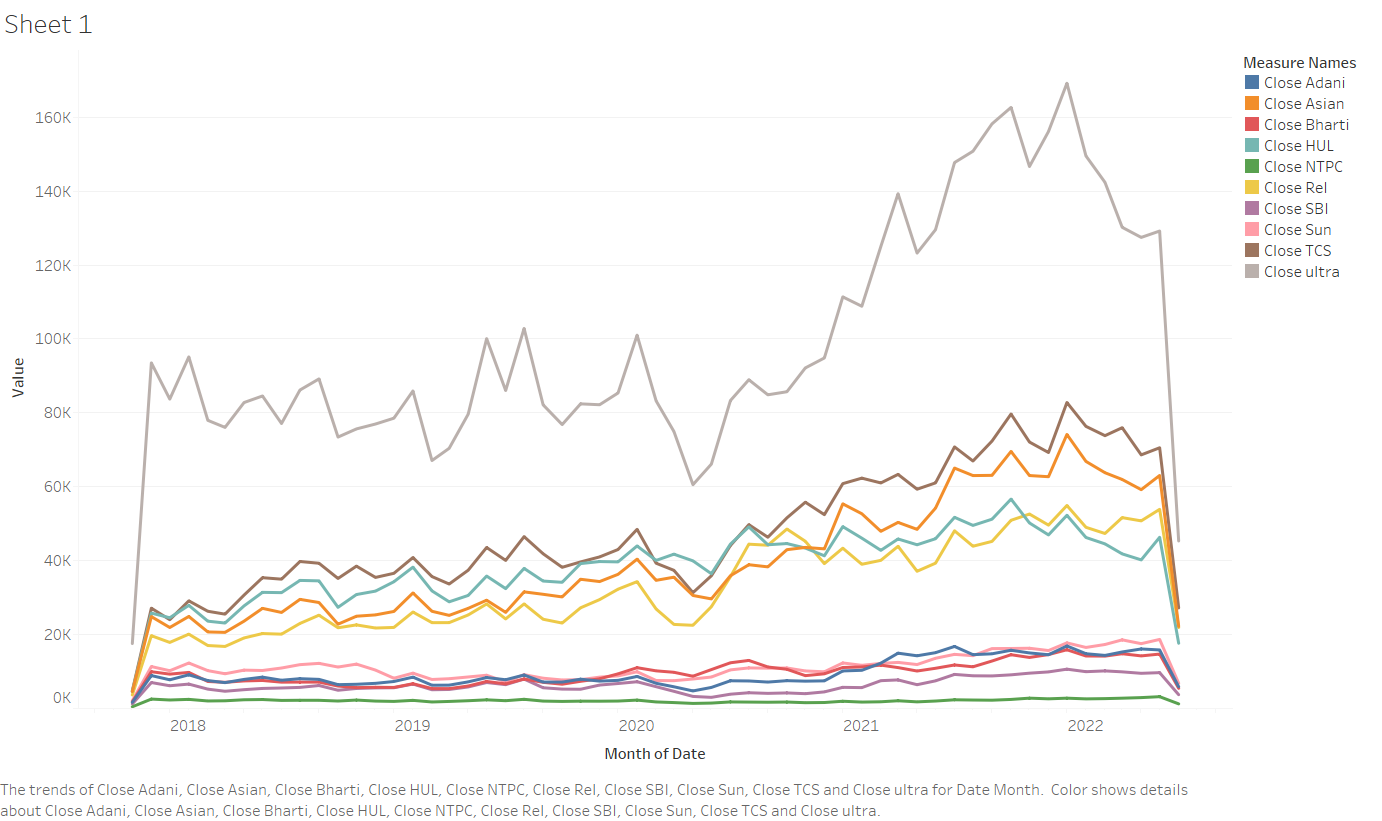 Sheet 1
Measure Names
Close Adani
Close Asian
Close Bharti
Close HUL
Close NTPC
Close Rel
Close SBI
Close Sun
Close TCS
Close ultra
Value
160K
140K
120K
100K
80K
60K
40K
20K
0K
2018 2019 2020 2021 2022
Month of Date
The trends of Close Adani, Close Asian, Close Bharti, Close HUL, Close NTPC, Close Rel, Close SBI, Close Sun, Close TCS and Close ultra for Date Month. Color shows details
about Close Adani, Close Asian, Close Bharti, Close HUL, Close NTPC, Close Rel, Close SBI, Close Sun, Close TCS and Close ultra.